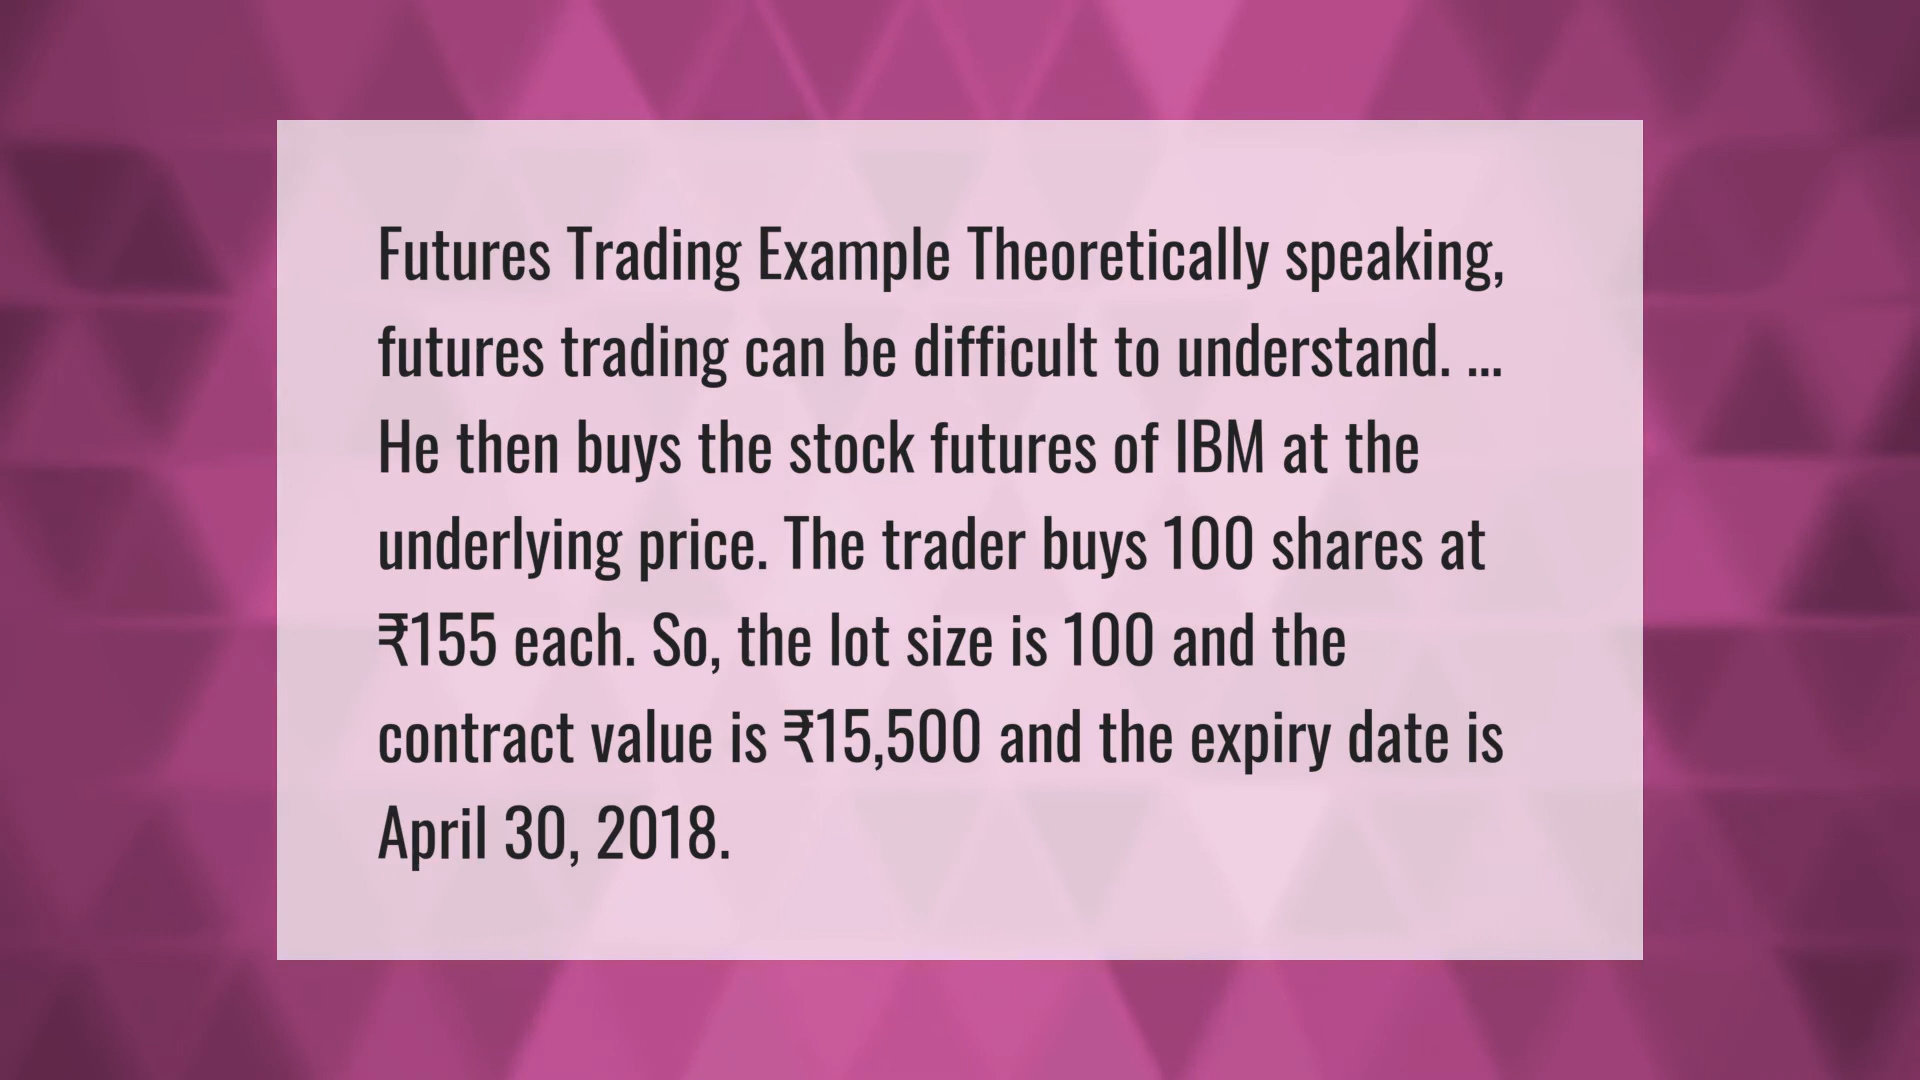 Futures Trading Example Theoretically speaking,
futures trading can be difficult to understand. ...
He then buys the stock futures of IBM at the
underlying price. The trader buys 100 shares at
₹155 each. So, the lot size is 100 and the
contract value is ₹15,500 and the expiry date is
April 30, 2018.